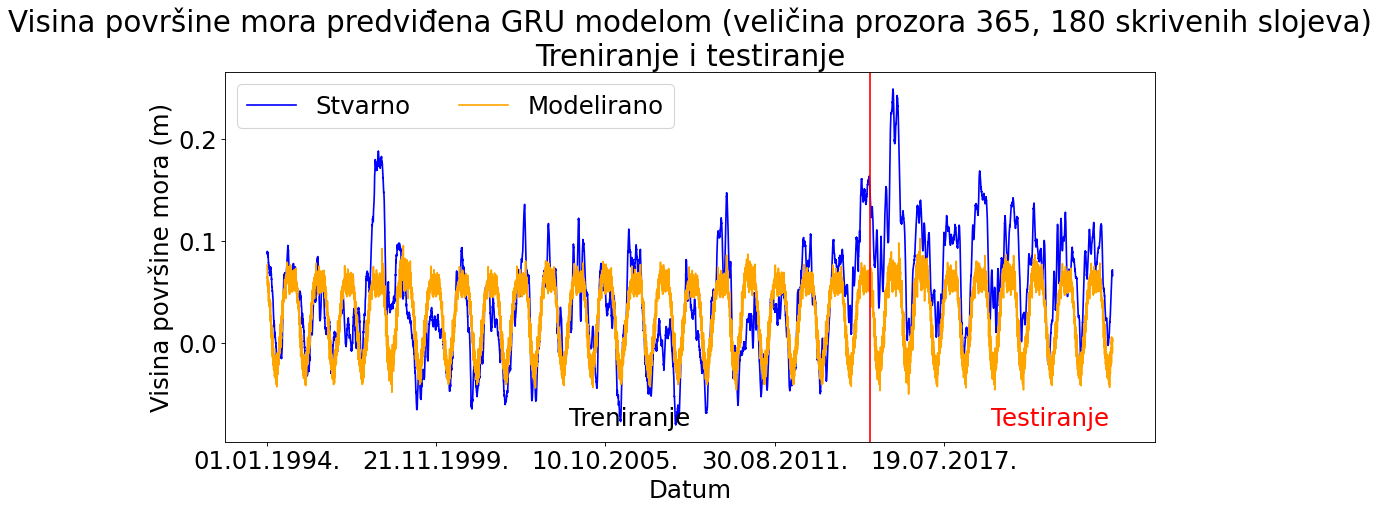 Visina površine mora predviđena GRU modelom (veličina prozora 365, 180 skrivenih slojeva)
Treniranje i testiranje
Stvarno
Modelirano
Visina površine mora (m)
0.2
0.1
0.0
Treniranje
Testiranje
01.01.1994.
21.11.1999.
10.10.2005.
30.08.2011.
19.07.2017.
Datum